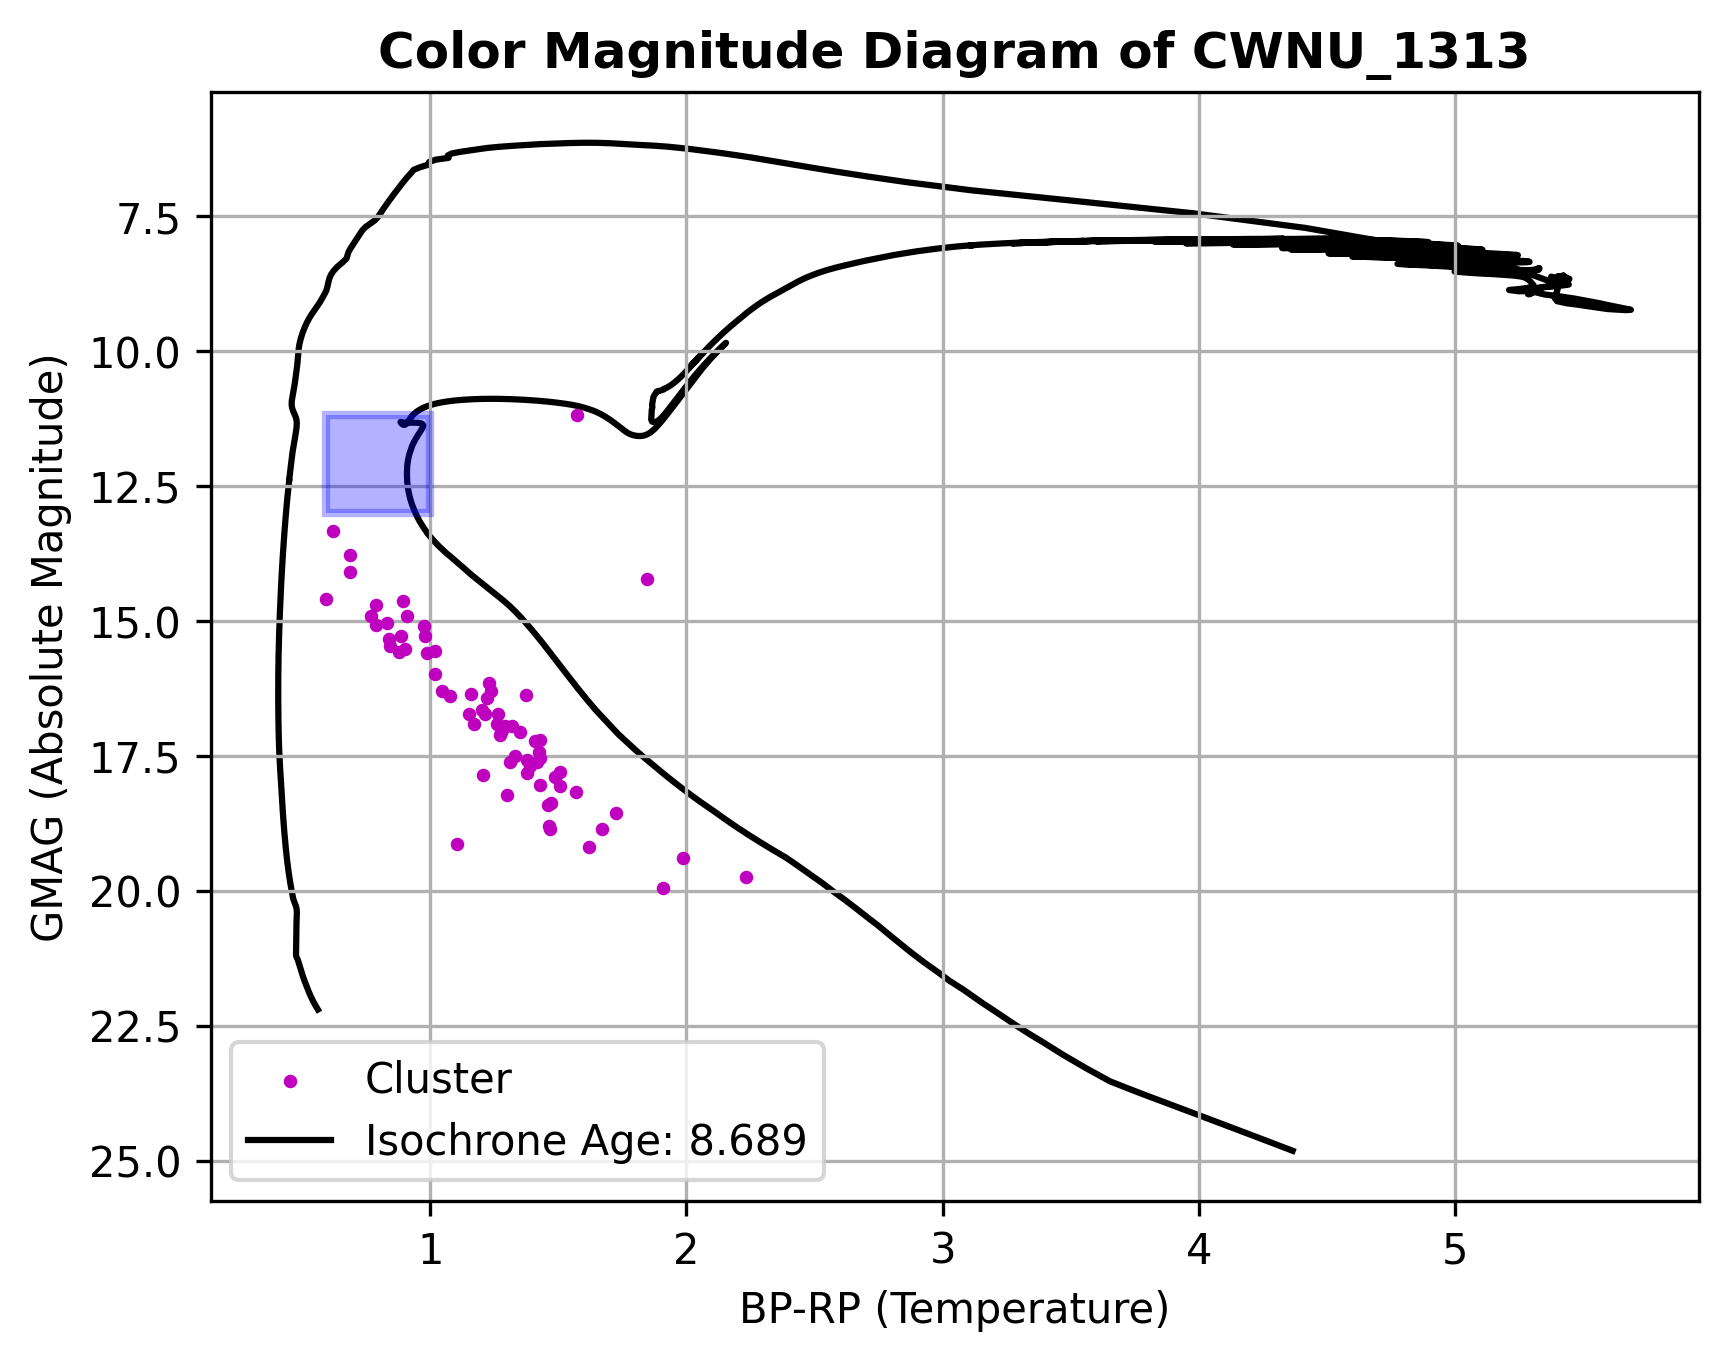 Color Magnitude Diagram of CWNU_1313
GMAG (Absolute Magnitude)
7.5
10.0
12.5
15.0
17.5
20.0
22.5
25.0
Cluster
Isochrone Age: 8.689
1 2 3 4 5
BP-RP (Temperature)